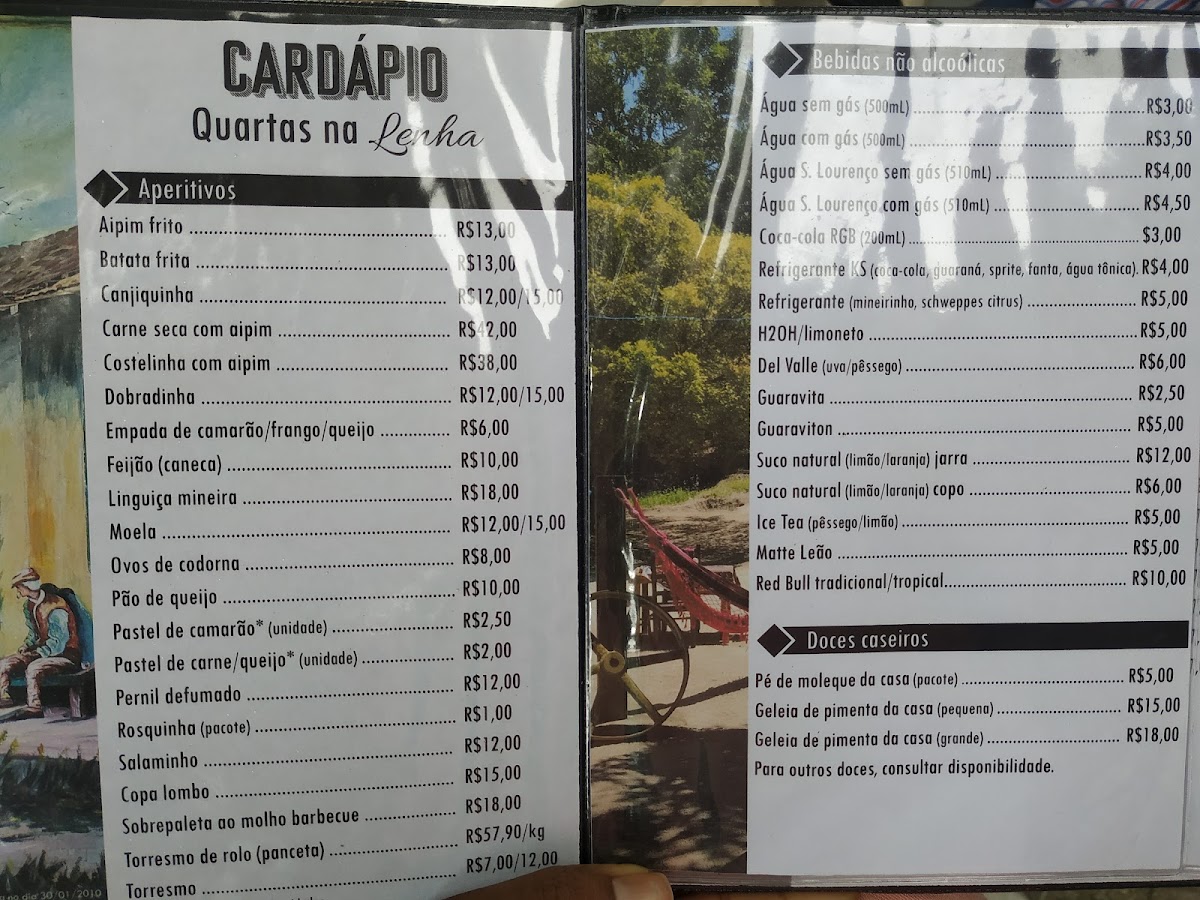 CARDÁPIO
Quartas na Lenha
Aperitivos
Aipim frito R$13,00
Batata frita R$13,00
Canjiquinha R$12,00/15,00
Carne seca com aipim R$42,00
Costelinha com aipim R$38,00
Dobradinha R$12,00/15,00
Empada de camarão/frango/queijo R$6,00
Feijão (caneca) R$10,00
Linguiça mineira R$18,00
Moela R$12,00/15,00
Ovos de codorna R$8,00
Pão de queijo R$10,00
Pastel de camarão* (unidade) R$2,50
Pastel de carne/queijo* (unidade) R$2,00
Pernil defumado R$12,00
Rosquinha (pacote) R$1,00
Salaminho R$12,00
Copa lombo R$15,00
Sobrepaleta ao molho barbecue R$18,00
Torresmo de rolo (panceta) R$57,90/kg
Torresmo R$7,00/12,00
no dia 30/01/2010
Bebidas não alcoólicas
Água sem gás (500mL) R$3,00
Água com gás (500mL) R$3,50
Água S. Lourenço sem gás (510mL) R$4,00
Água S. Lourenço com gás (510mL) R$4,50
Coca-cola RGB (200mL) $3,00
Refrigerante KS (coca-cola, guaraná, sprite, fanta, água tônica). R$4,00
Refrigerante (mineirinho, schweppes citrus) R$5,00
H2OH/limoneto R$5,00
Del Valle (uva/pêssego) R$6,00
Guaravita R$2,50
Guaraviton R$5,00
Suco natural (limão/laranja) jarra R$12,00
Suco natural (limão/laranja) copo R$6,00
Ice Tea (pêssego/limão) R$5,00
Matte Leão R$5,00
Red Bull tradicional/tropical R$10,00
Doces caseiros
Pé de moleque da casa (pacote) R$5,00
Geleia de pimenta da casa (pequena) R$15,00
Geleia de pimenta da casa (grande) R$18,00
Para outros doces, consultar disponibilidade.